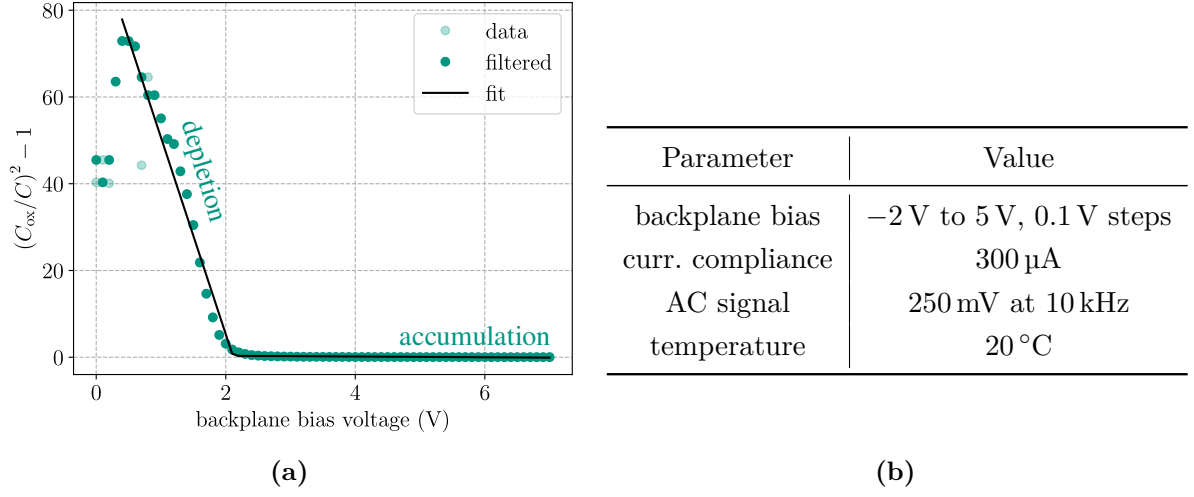 80
60
40
20
0
(C_ox/C)² − 1
data
filtered
fit
depletion
accumulation
0 2 4 6
backplane bias voltage (V)
(a)
Parameter Value
backplane bias −2 V to 5 V, 0.1 V steps
curr. compliance 300 µA
AC signal 250 mV at 10 kHz
temperature 20 °C
(b)